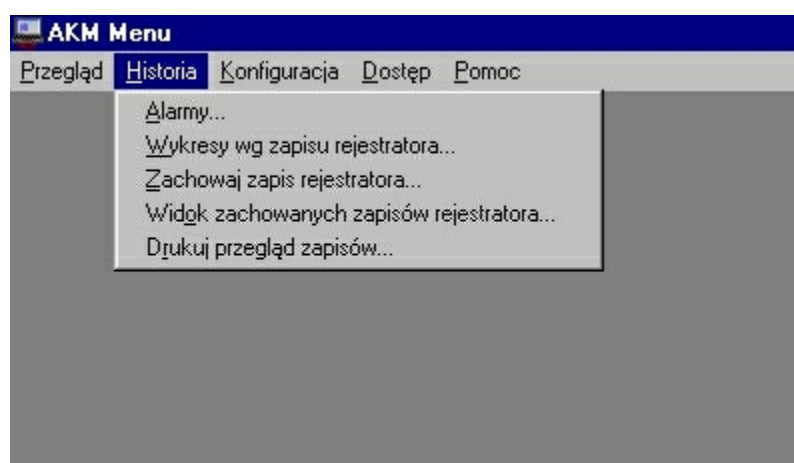 AKM Menu
Przegląd Historia Konfiguracja Dostęp Pomoc
Alarmy...
Wykresy wg zapisu rejestratora...
Zachowaj zapis rejestratora...
Widok zachowanych zapisów rejestratora...
Drukuj przegląd zapisów...